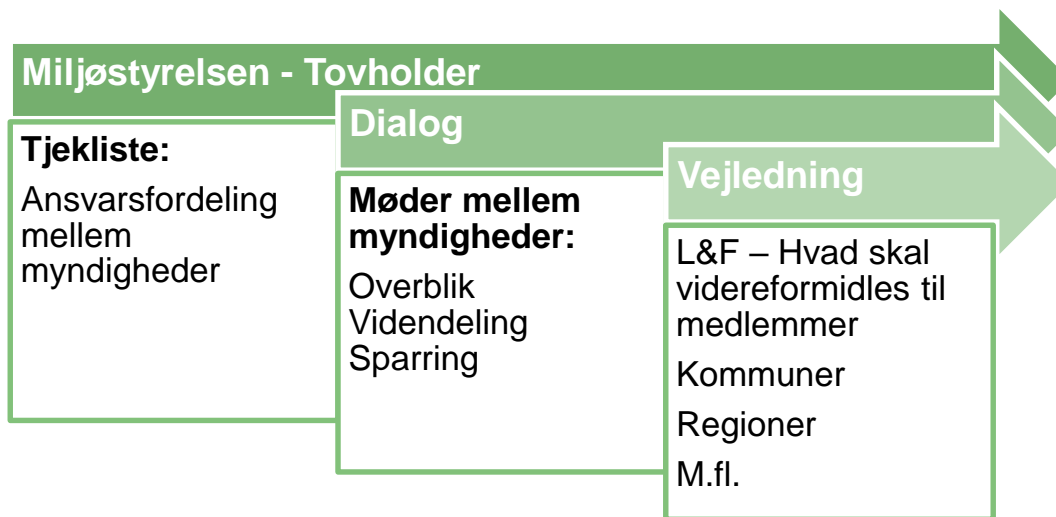 Miljøstyrelsen - Tovholder
Tjekliste:
Ansvarsfordeling
mellem
myndigheder
Dialog
Møder mellem
myndigheder:
Overblik
Videndeling
Sparring
Vejledning
L&F – Hvad skal
videreformidles til
medlemmer
Kommuner
Regioner
M.fl.